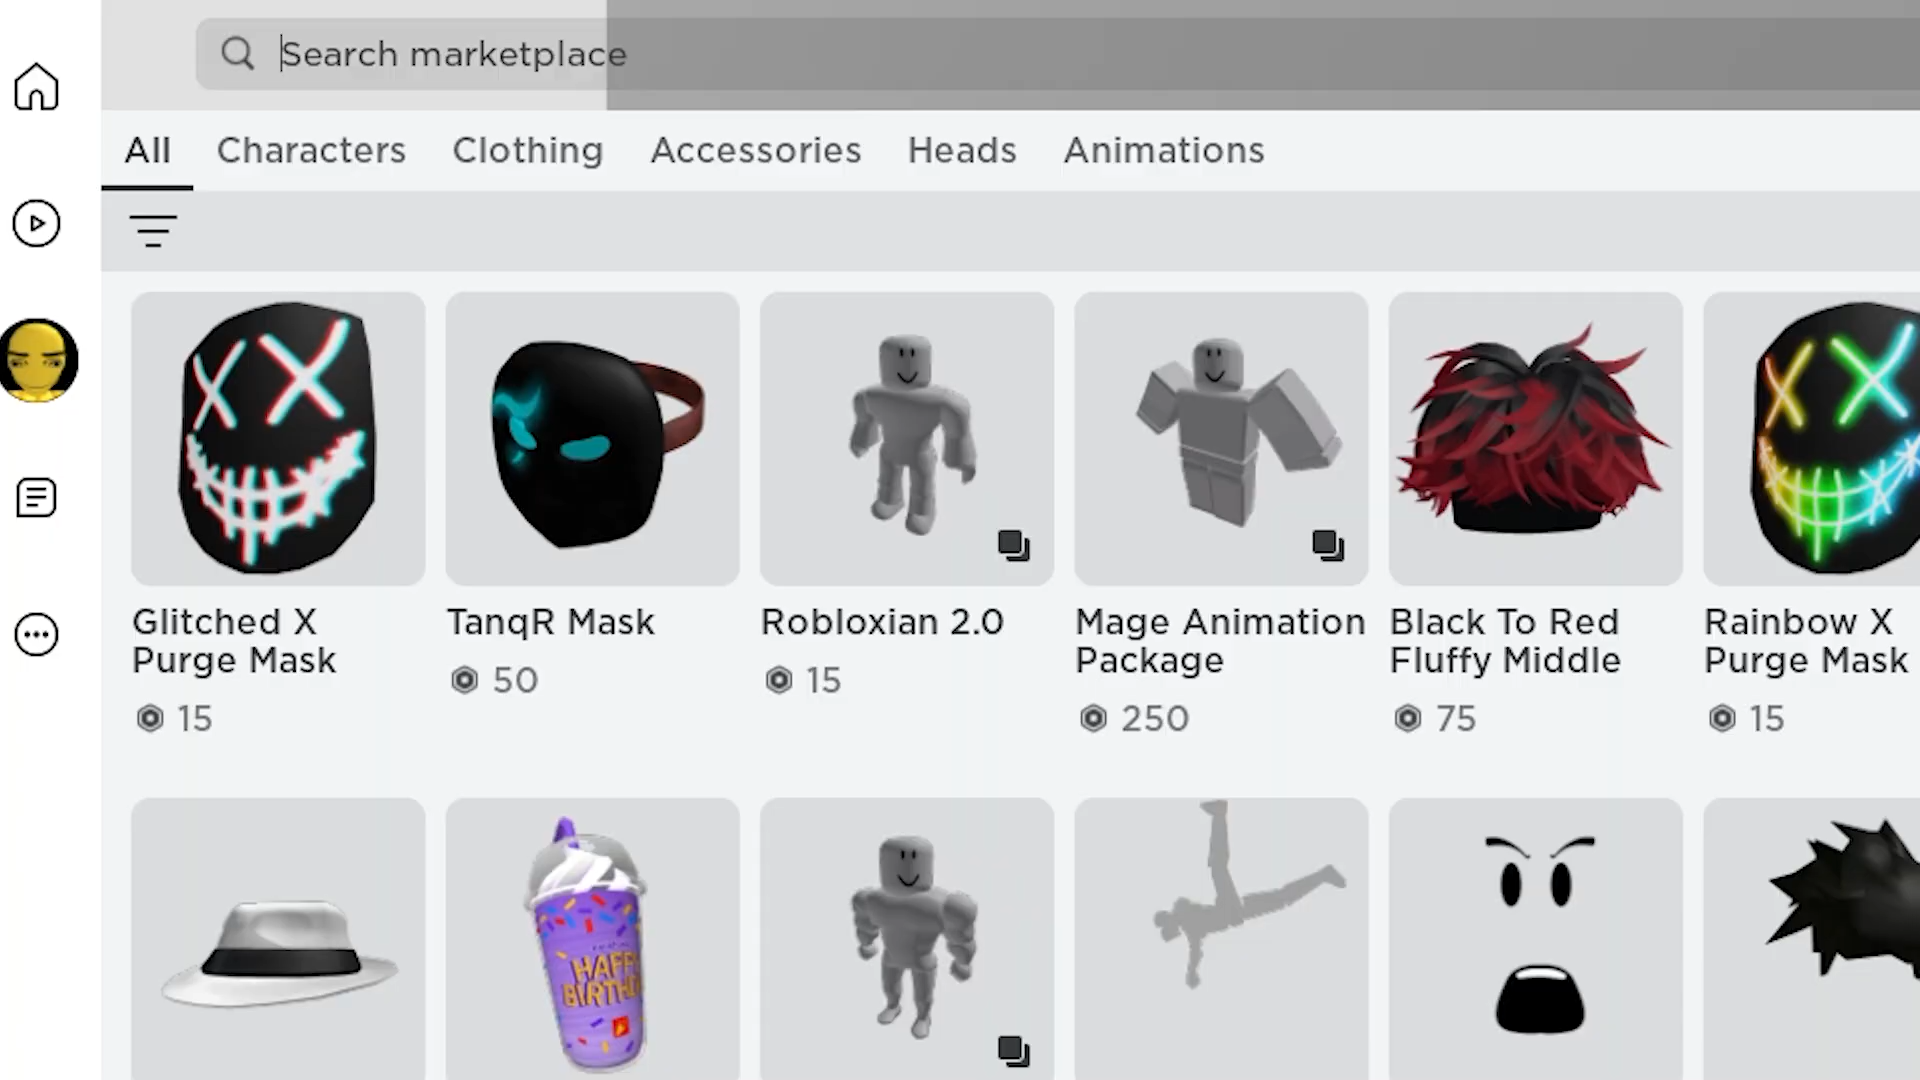 Search marketplace
All Characters Clothing Accessories Heads Animations
Glitched X
Purge Mask
15
TanqR Mask
50
Robloxian 2.0
15
Mage Animation
Package
250
Black To Red
Fluffy Middle
75
Rainbow X
Purge Mask
15